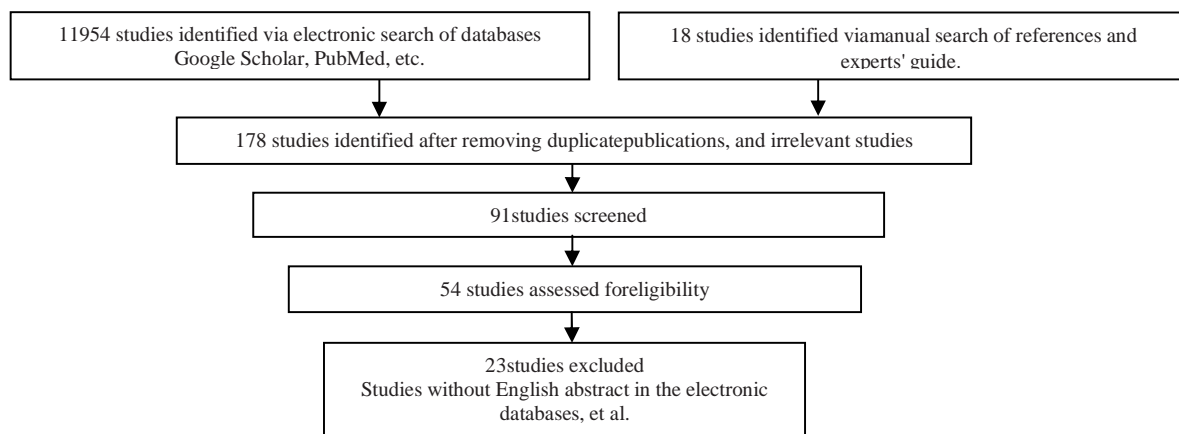 11954 studies identified via electronic search of databases
Google Scholar, PubMed, etc.
18 studies identified viamanual search of references and
experts' guide.
178 studies identified after removing duplicatepublications, and irrelevant studies
91studies screened
54 studies assessed foreligibility
23studies excluded
Studies without English abstract in the electronic
databases, et al.